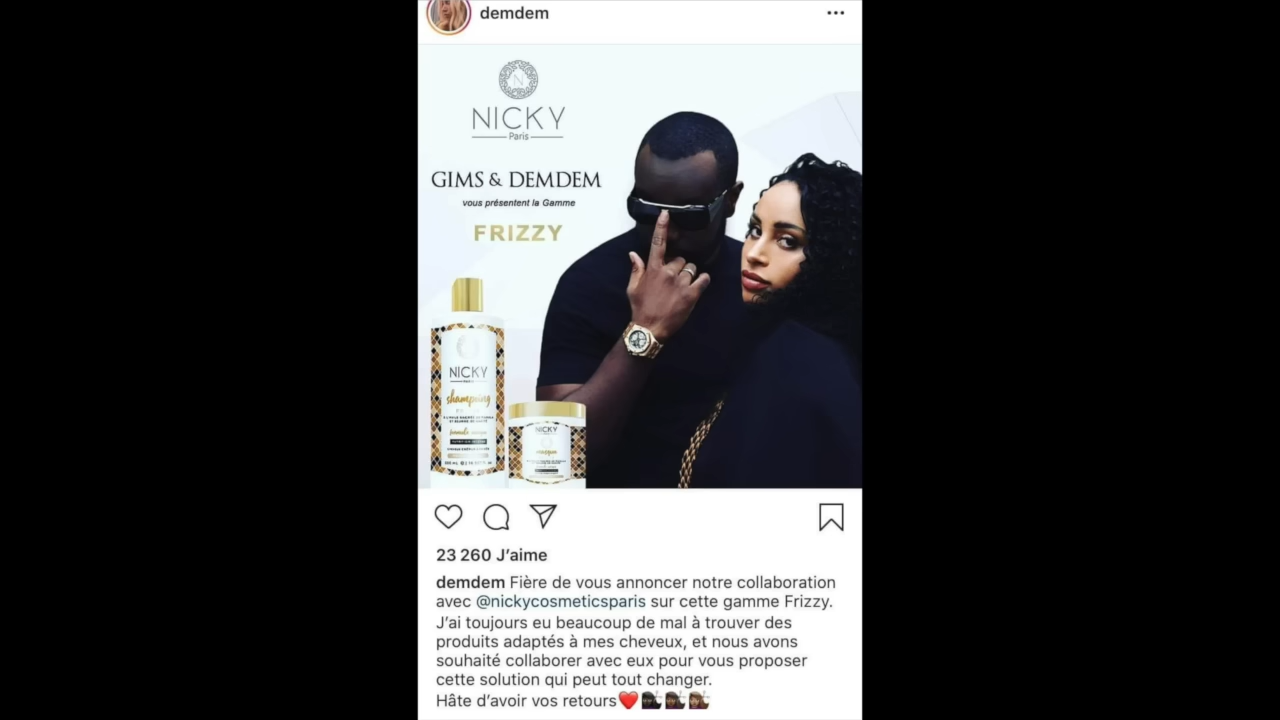 demdem
N
NICKY
Paris
GIMS & DEMDEM
vous présentent la Gamme
FRIZZY
NICKY
shampoing
NICKY
masque
23 260 J'aime
demdem Fière de vous annoncer notre collaboration
avec @nickycosmeticsparis sur cette gamme Frizzy.
J'ai toujours eu beaucoup de mal à trouver des
produits adaptés à mes cheveux, et nous avons
souhaité collaborer avec eux pour vous proposer
cette solution qui peut tout changer.
Hâte d'avoir vos retours❤️